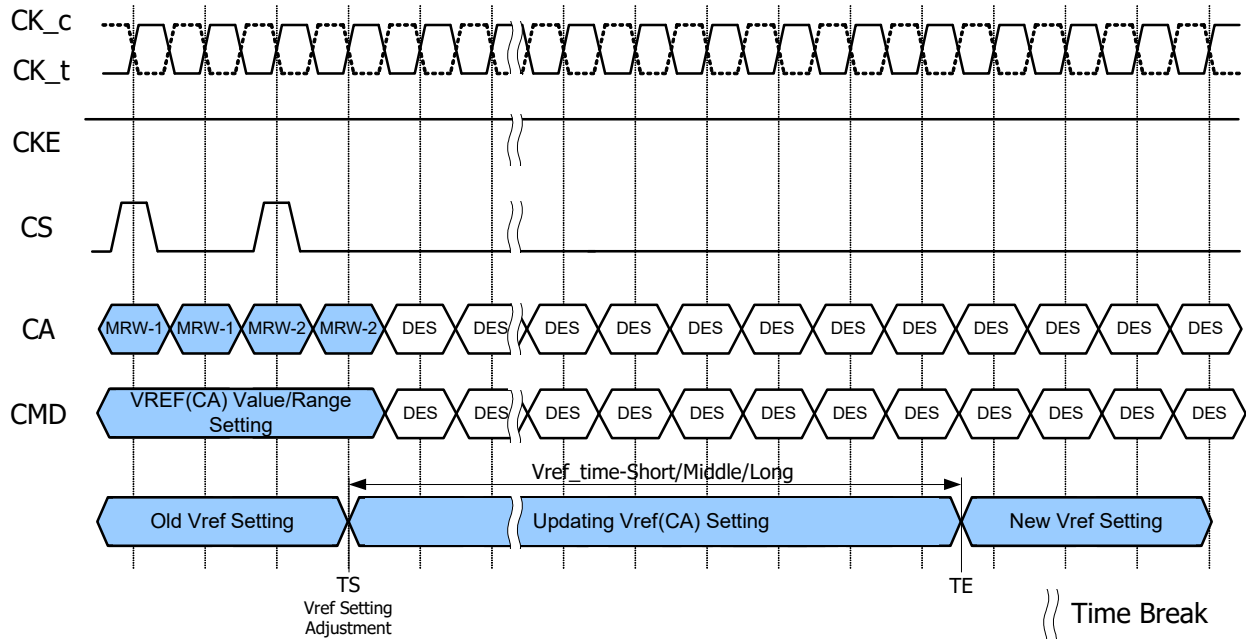 CK_c
CK_t
CKE
CS
CA
MRW-1 MRW-1 MRW-2 MRW-2 DES DES DES DES DES DES DES DES DES DES DES DES
CMD
VREF(CA) Value/Range
Setting
DES DES DES DES DES DES DES DES DES DES DES DES
Vref_time-Short/Middle/Long
Old Vref Setting
Updating Vref(CA) Setting
New Vref Setting
TS
Vref Setting
Adjustment
TE
Time Break